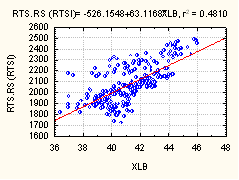 RTS.RS (RTSI)= -526.1548+63.1168*XLB, r² = 0.4810
RTS.RS (RTSI)
2600
2500
2400
2300
2200
2100
2000
1900
1800
1700
1600
36 38 40 42 44 46 48
XLB